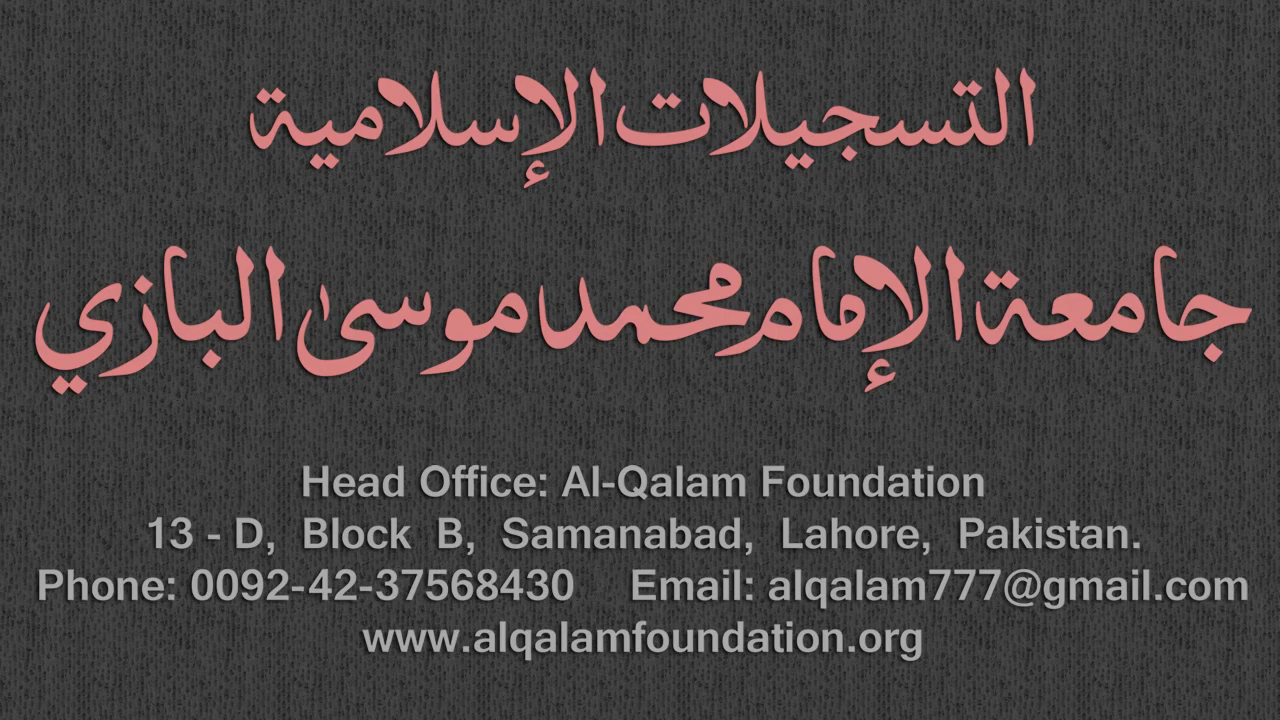 التسجيلات الإسلامية
جامعة الإمام محمد موسىٰ البازي
Head Office: Al-Qalam Foundation
13 - D, Block B, Samanabad, Lahore, Pakistan.
Phone: 0092-42-37568430 Email: alqalam777@gmail.com
www.alqalamfoundation.org